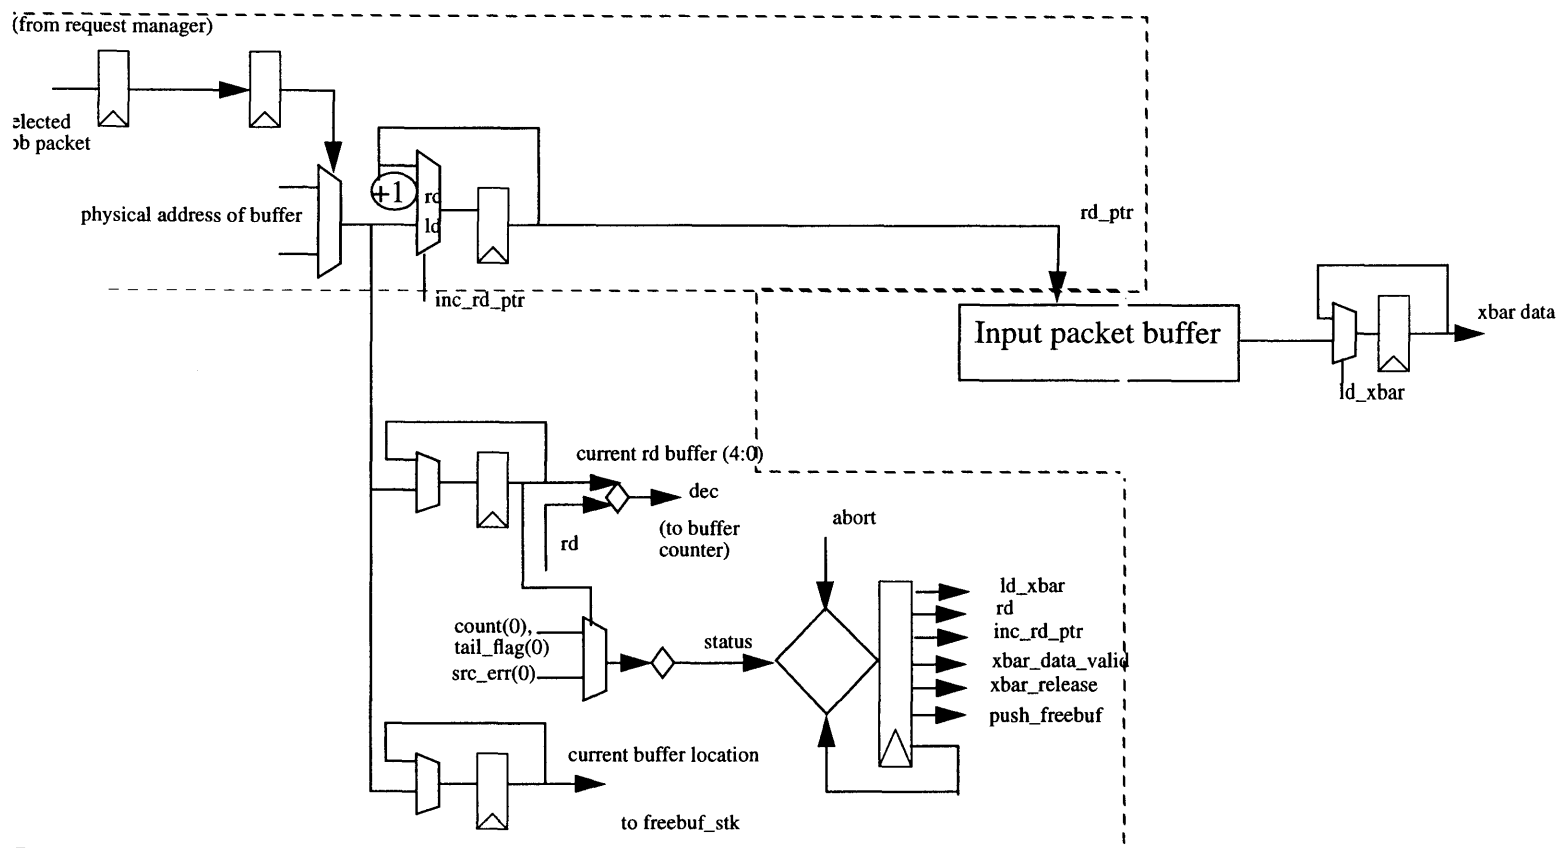 (from request manager)
elected
ob packet
physical address of buffer
+1
rd
ld
inc_rd_ptr
rd_ptr
Input packet buffer
xbar data
ld_xbar
current rd buffer (4:0)
dec
(to buffer
counter)
rd
abort
count(0),
tail_flag(0)
src_err(0)
status
ld_xbar
rd
inc_rd_ptr
xbar_data_valid
xbar_release
push_freebuf
current buffer location
to freebuf_stk